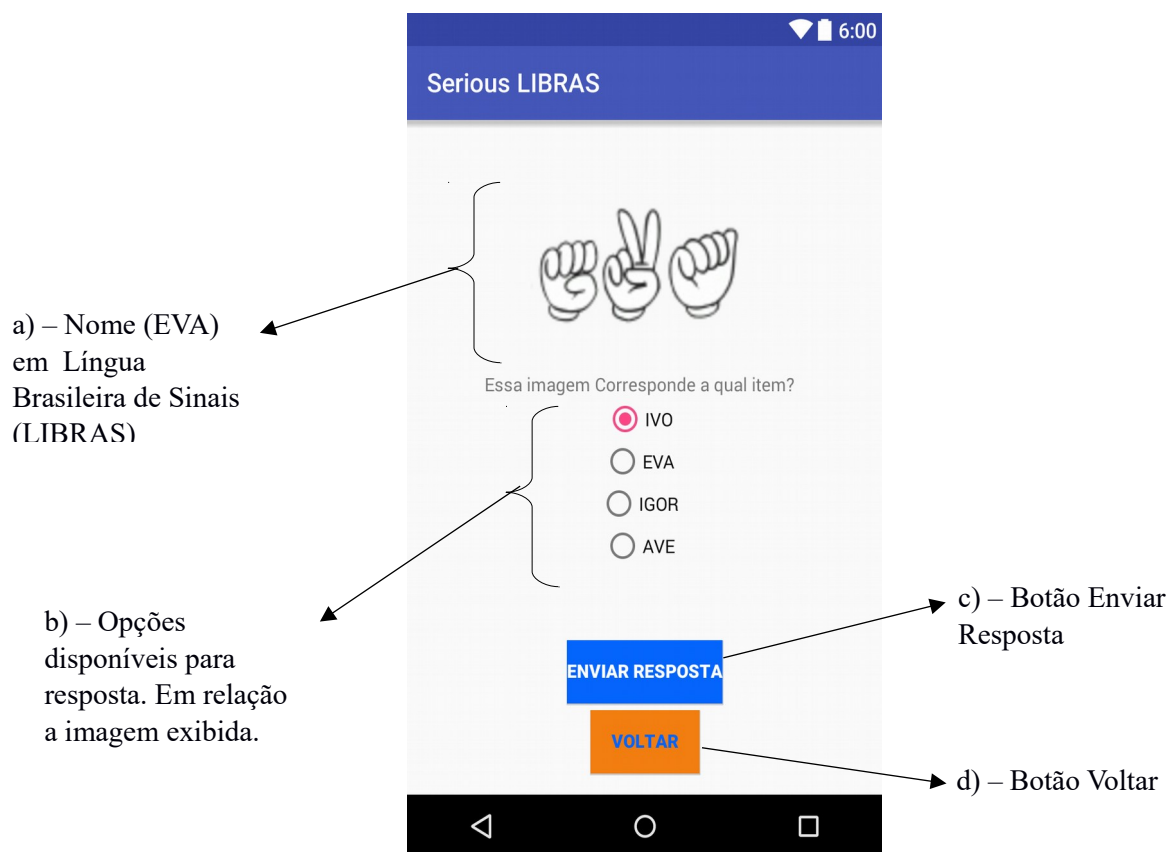 6:00
Serious LIBRAS
a) – Nome (EVA)
em Língua
Brasileira de Sinais
(LIBRAS)
Essa imagem Corresponde a qual item?
IVO
EVA
IGOR
AVE
b) – Opções
disponíveis para
resposta. Em relação
a imagem exibida.
c) – Botão Enviar
Resposta
ENVIAR RESPOSTA
VOLTAR
d) – Botão Voltar